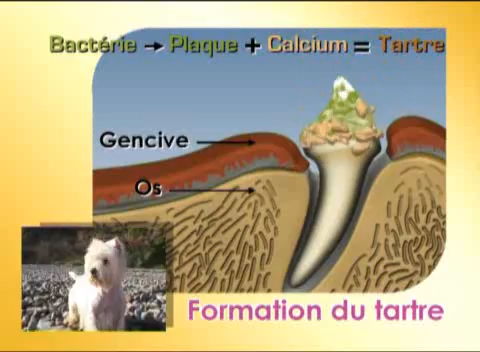 Bactérie → Plaque + Calcium = Tartre
Gencive
Os
Formation du tartre